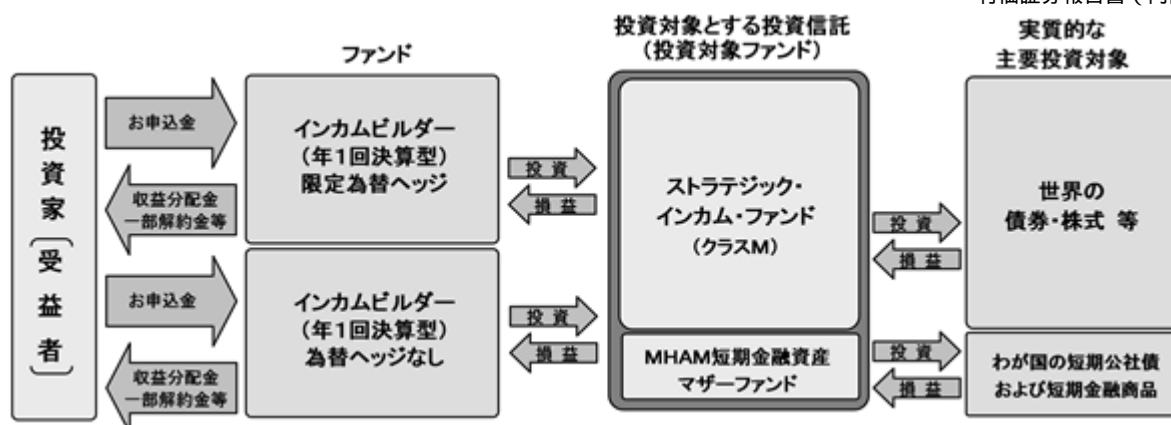 ファンド
投資対象とする投資信託
(投資対象ファンド)
実質的な
主要投資対象
投資家(受益者)
お申込金
収益分配金
一部解約金等
お申込金
収益分配金
一部解約金等
インカムビルダー
(年1回決算型)
限定為替ヘッジ
インカムビルダー
(年1回決算型)
為替ヘッジなし
投資
損益
投資
損益
ストラテジック・
インカム・ファンド
(クラスM)
MHAM短期金融資産
マザーファンド
投資
損益
投資
損益
世界の
債券・株式 等
わが国の短期公社債
および短期金融商品